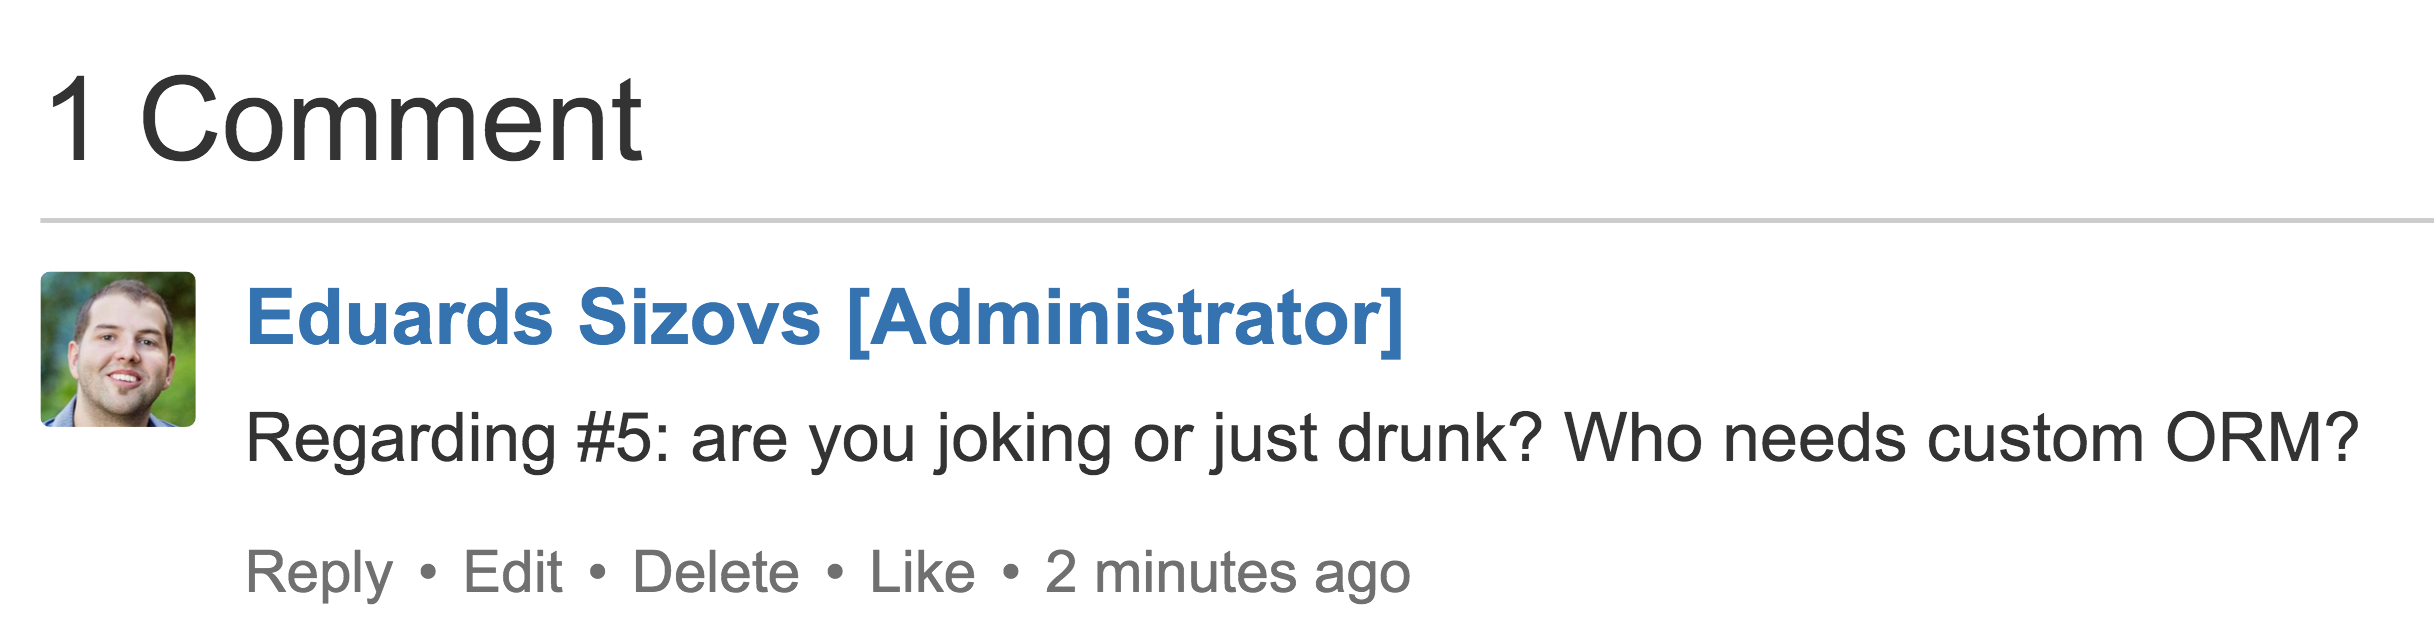 1 Comment
Eduards Sizovs [Administrator]
Regarding #5: are you joking or just drunk? Who needs custom ORM?
Reply • Edit • Delete • Like • 2 minutes ago